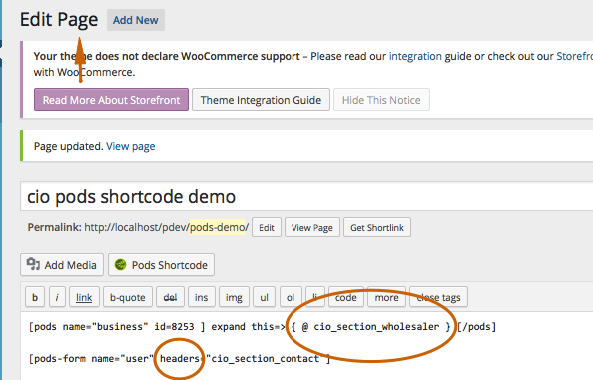 Edit Page Add New
Your theme does not declare WooCommerce support – Please read our integration guide or check out our Storefro
with WooCommerce.
Read More About Storefront Theme Integration Guide Hide This Notice
Page updated. View page
cio pods shortcode demo
Permalink: http://localhost/pdev/pods-demo/ Edit View Page Get Shortlink
Add Media Pods Shortcode
b i link b-quote del ins img ul ol li code more close tags
[pods name="business" id=8253 ] expand this=> { @ cio_section_wholesaler } [/pods]
[pods-form name="user" headers="cio_section_contact"]